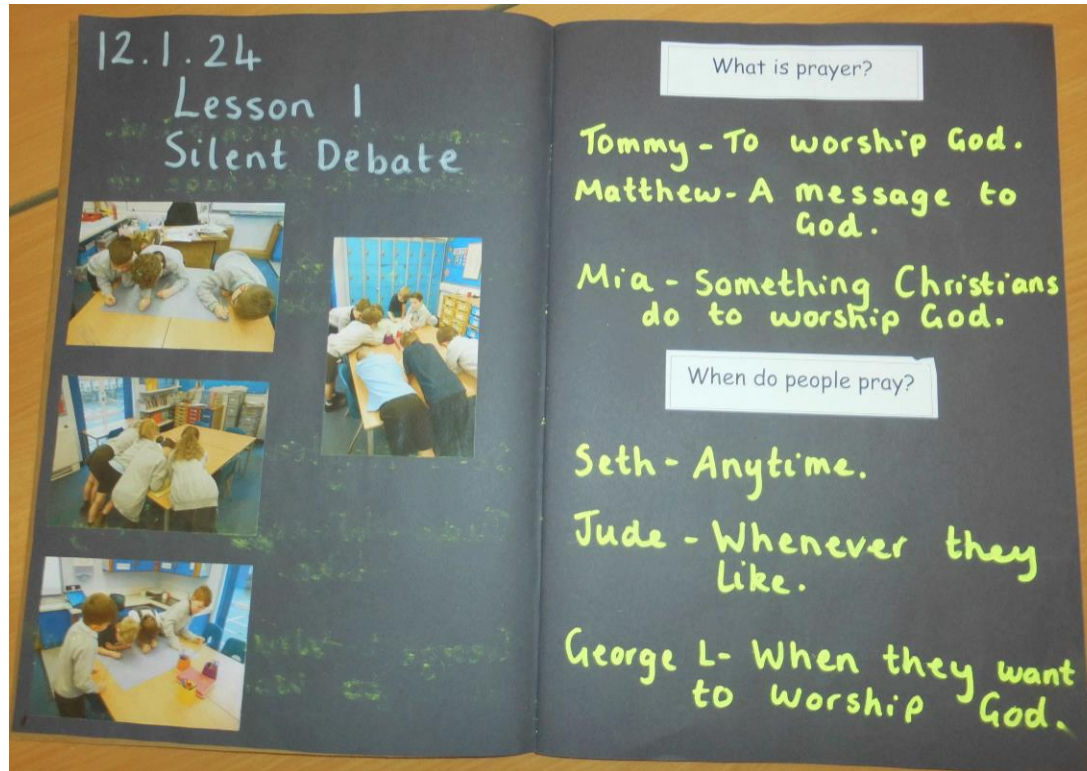 12.1.24
Lesson 1
Silent Debate
What is prayer?
Tommy - To worship God.
Matthew - A message to
God.
Mia - Something Christians
do to worship God.
When do people pray?
Seth - Anytime.
Jude - Whenever they
Like.
George L - When they want
to worship God.